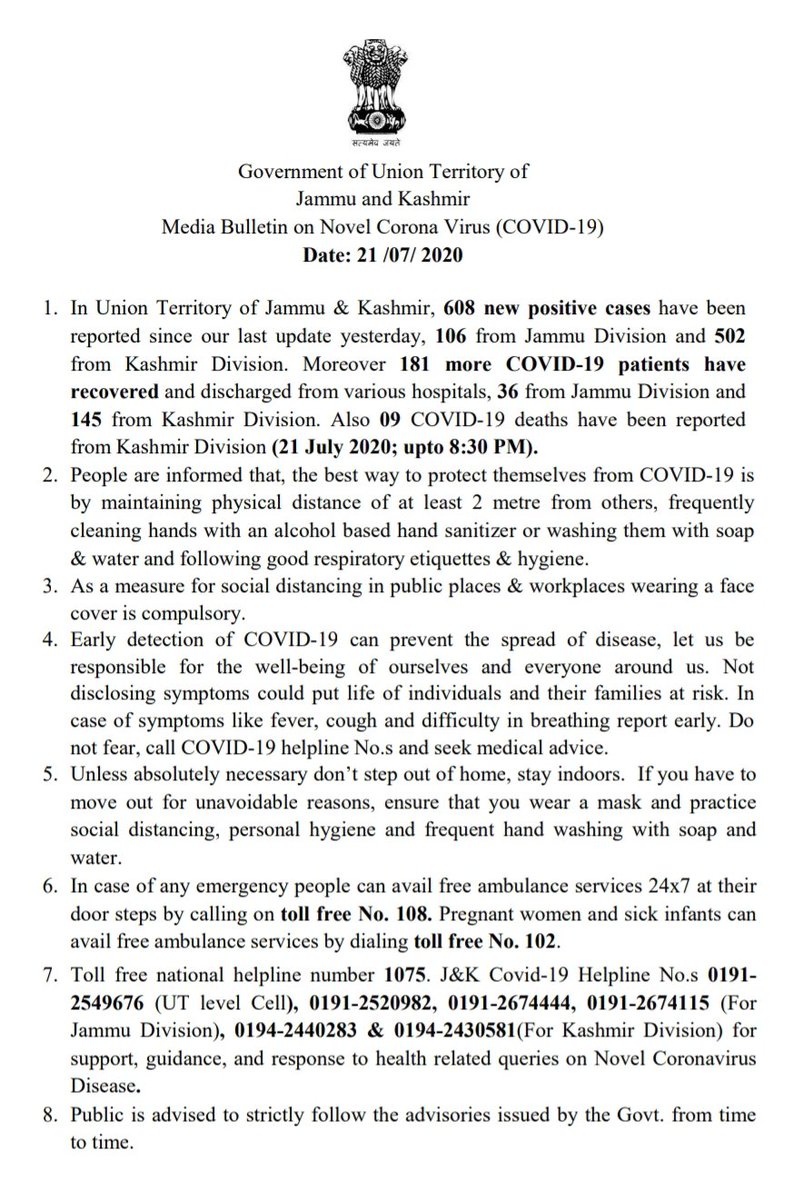 सत्यमेव जयते
Government of Union Territory of
Jammu and Kashmir
Media Bulletin on Novel Corona Virus (COVID-19)
Date: 21 /07/ 2020
1. In Union Territory of Jammu & Kashmir, 608 new positive cases have been
reported since our last update yesterday, 106 from Jammu Division and 502
from Kashmir Division. Moreover 181 more COVID-19 patients have
recovered and discharged from various hospitals, 36 from Jammu Division and
145 from Kashmir Division. Also 09 COVID-19 deaths have been reported
from Kashmir Division (21 July 2020; upto 8:30 PM).
2. People are informed that, the best way to protect themselves from COVID-19 is
by maintaining physical distance of at least 2 metre from others, frequently
cleaning hands with an alcohol based hand sanitizer or washing them with soap
& water and following good respiratory etiquettes & hygiene.
3. As a measure for social distancing in public places & workplaces wearing a face
cover is compulsory.
4. Early detection of COVID-19 can prevent the spread of disease, let us be
responsible for the well-being of ourselves and everyone around us. Not
disclosing symptoms could put life of individuals and their families at risk. In
case of symptoms like fever, cough and difficulty in breathing report early. Do
not fear, call COVID-19 helpline No.s and seek medical advice.
5. Unless absolutely necessary don’t step out of home, stay indoors. If you have to
move out for unavoidable reasons, ensure that you wear a mask and practice
social distancing, personal hygiene and frequent hand washing with soap and
water.
6. In case of any emergency people can avail free ambulance services 24x7 at their
door steps by calling on toll free No. 108. Pregnant women and sick infants can
avail free ambulance services by dialing toll free No. 102.
7. Toll free national helpline number 1075. J&K Covid-19 Helpline No.s 0191-
2549676 (UT level Cell), 0191-2520982, 0191-2674444, 0191-2674115 (For
Jammu Division), 0194-2440283 & 0194-2430581(For Kashmir Division) for
support, guidance, and response to health related queries on Novel Coronavirus
Disease.
8. Public is advised to strictly follow the advisories issued by the Govt. from time
to time.